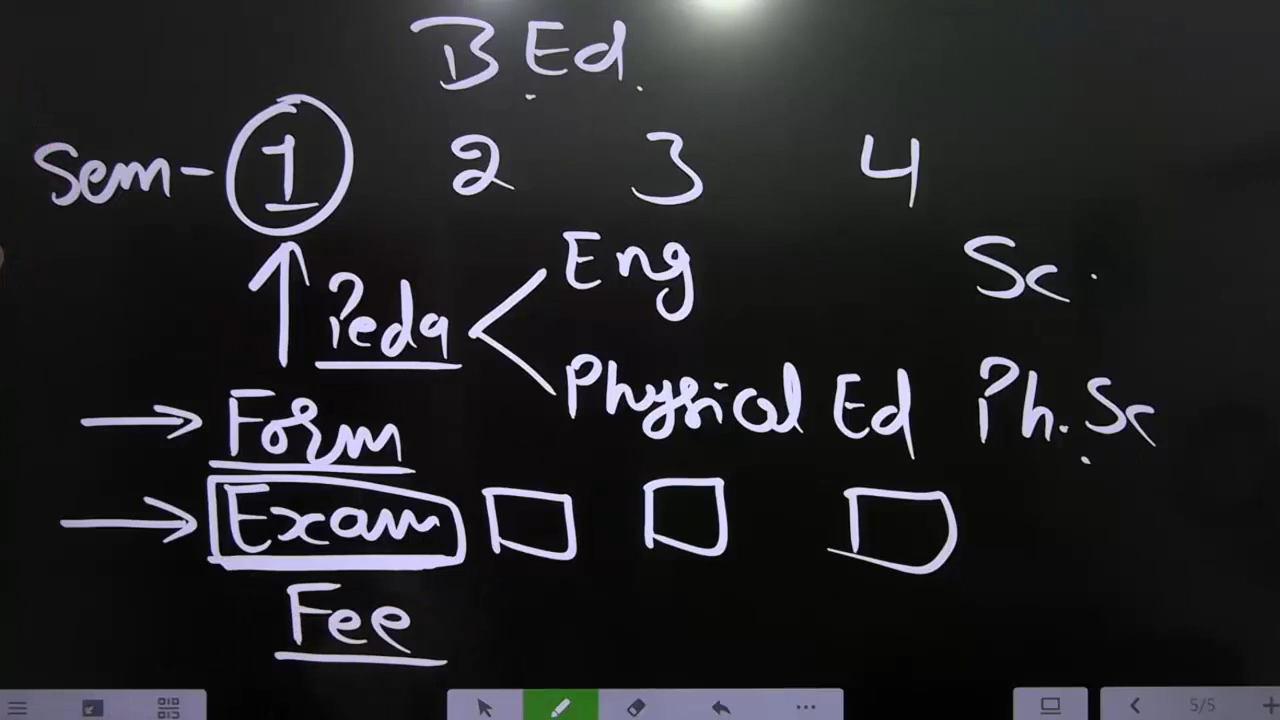 B.Ed.
Sem- 1 2 3 4
Eng Sc.
Peda
Physical Ed Ph.Sc
Form
Exam
Fee
5/5